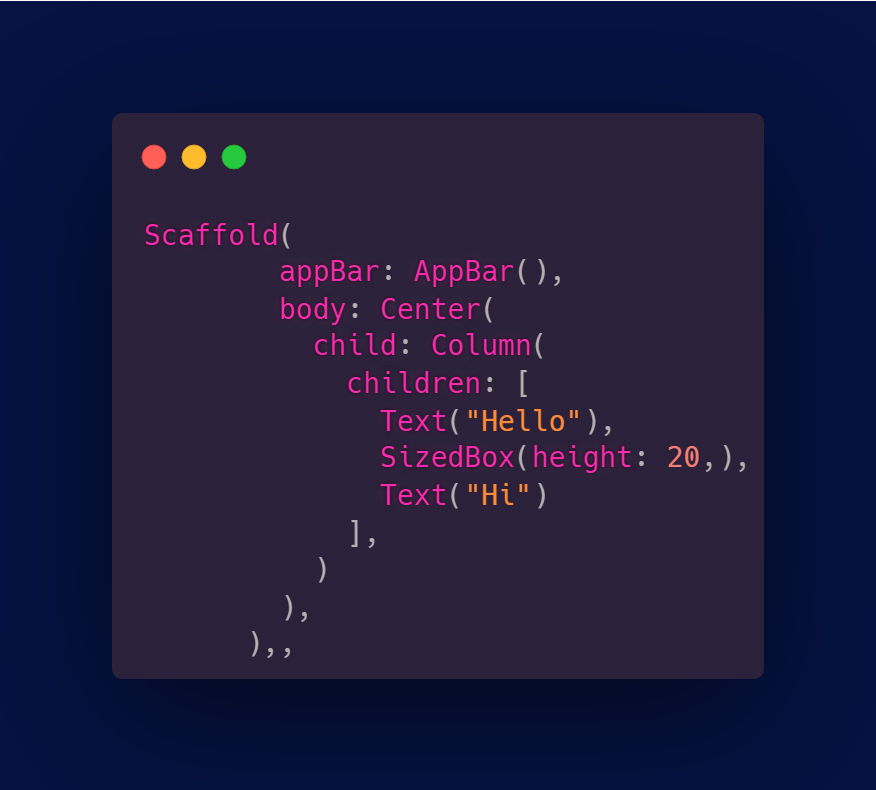 Scaffold(
        appBar: AppBar(),
        body: Center(
          child: Column(
            children: [
              Text("Hello"),
              SizedBox(height: 20,),
              Text("Hi")
            ],
          )
        ),
      ),,